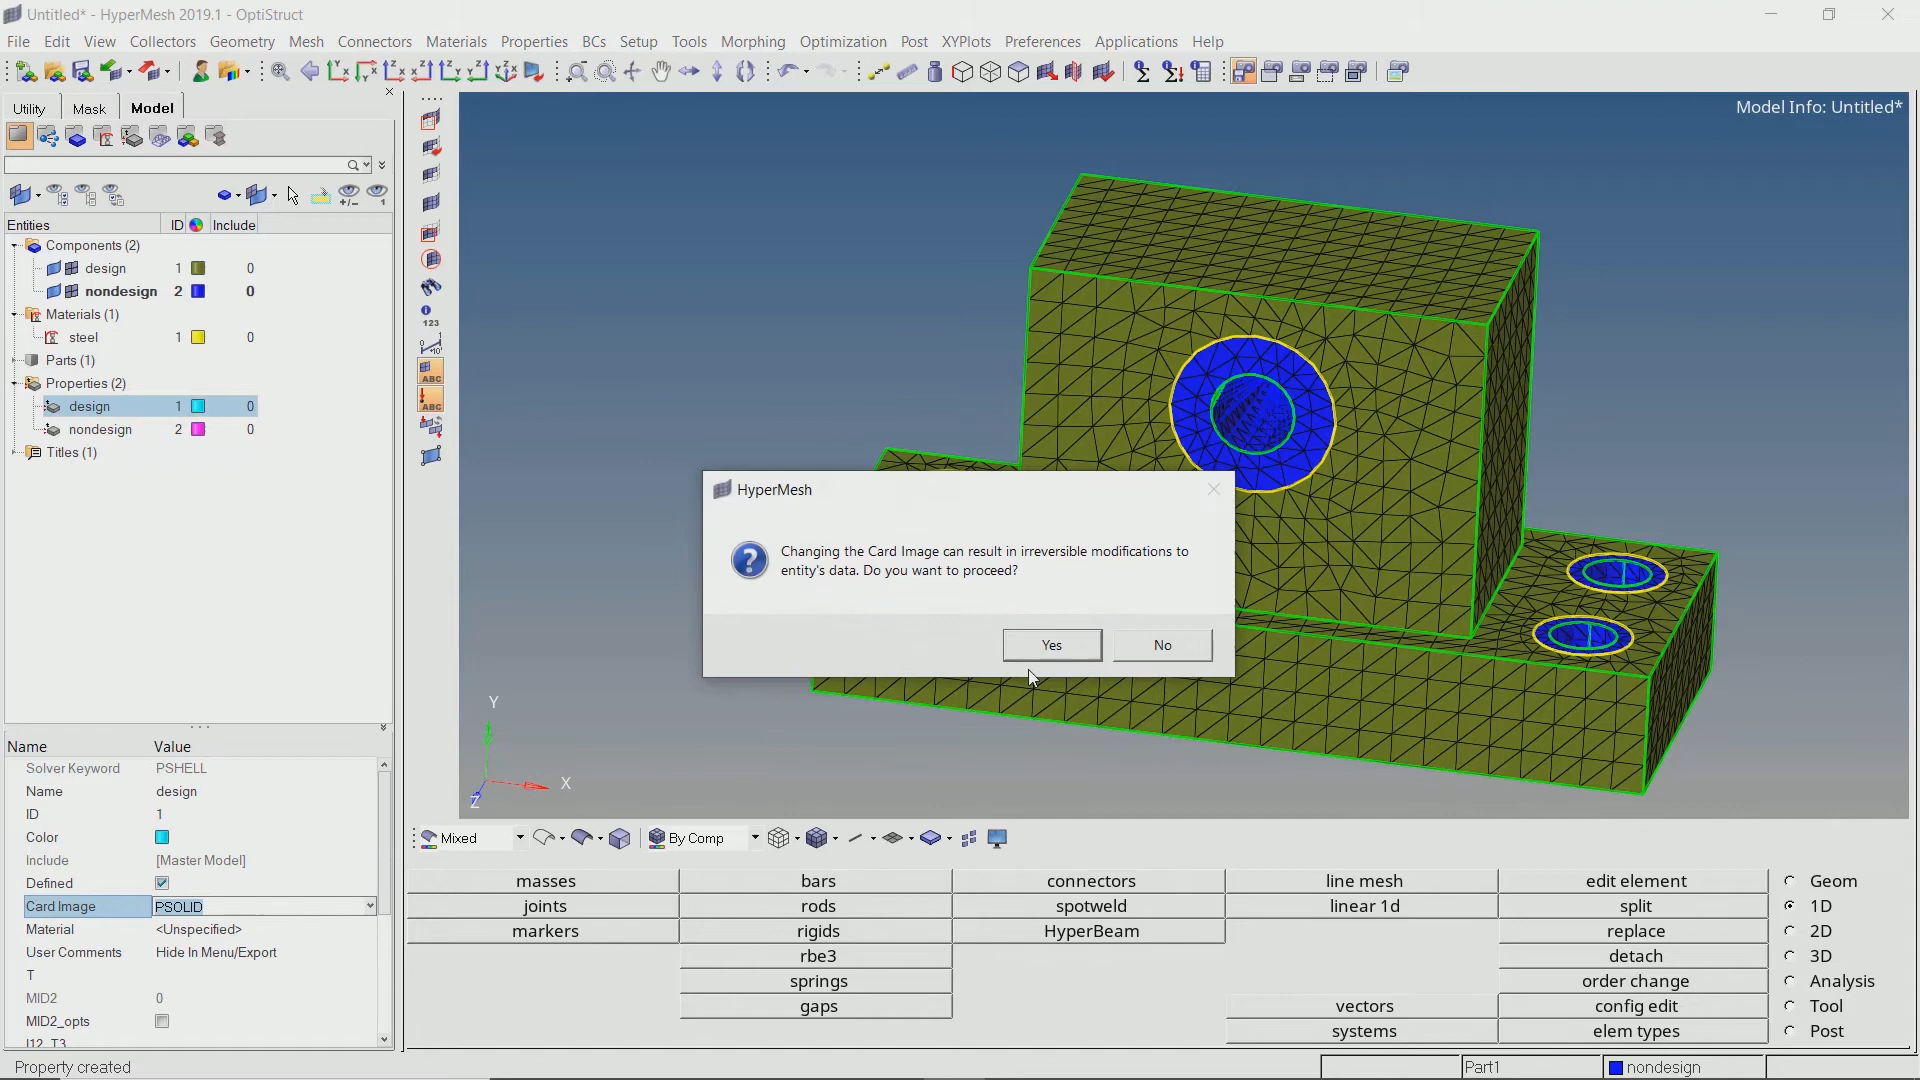 Untitled* - HyperMesh 2019.1 - OptiStruct
File Edit View Collectors Geometry Mesh Connectors Materials Properties BCs Setup Tools Morphing Optimization Post XYPlots Preferences Applications Help
Utility Mask Model
Model Info: Untitled*
Entities ID Include
Components (2)
design 1 0
nondesign 2 0
Materials (1)
steel 1 0
Parts (1)
Properties (2)
design 1 0
nondesign 2 0
Titles (1)
123
ABC
ABC
HyperMesh
Changing the Card Image can result in irreversible modifications to
entity's data. Do you want to proceed?
Yes No
Y
X
Z
Name Value
Solver Keyword PSHELL
Name design
ID 1
Color
Include [Master Model]
Defined
Card Image PSOLID
Material <Unspecified>
User Comments Hide In Menu/Export
T
MID2 0
MID2_opts
I12_T3
Mixed By Comp
masses bars connectors line mesh edit element Geom
joints rods spotweld linear 1d split 1D
markers rigids HyperBeam replace 2D
rbe3 detach 3D
springs order change Analysis
gaps vectors config edit Tool
systems elem types Post
Property created Part1 nondesign